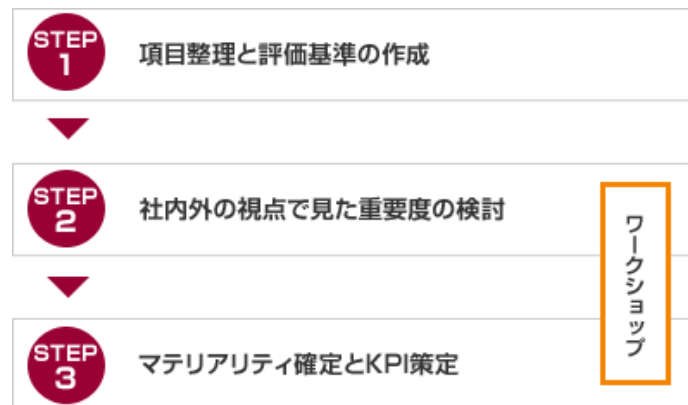 STEP
1
項目整理と評価基準の作成
STEP
2
社内外の視点で見た重要度の検討
ワークショップ
STEP
3
マテリアリティ確定とKPI策定